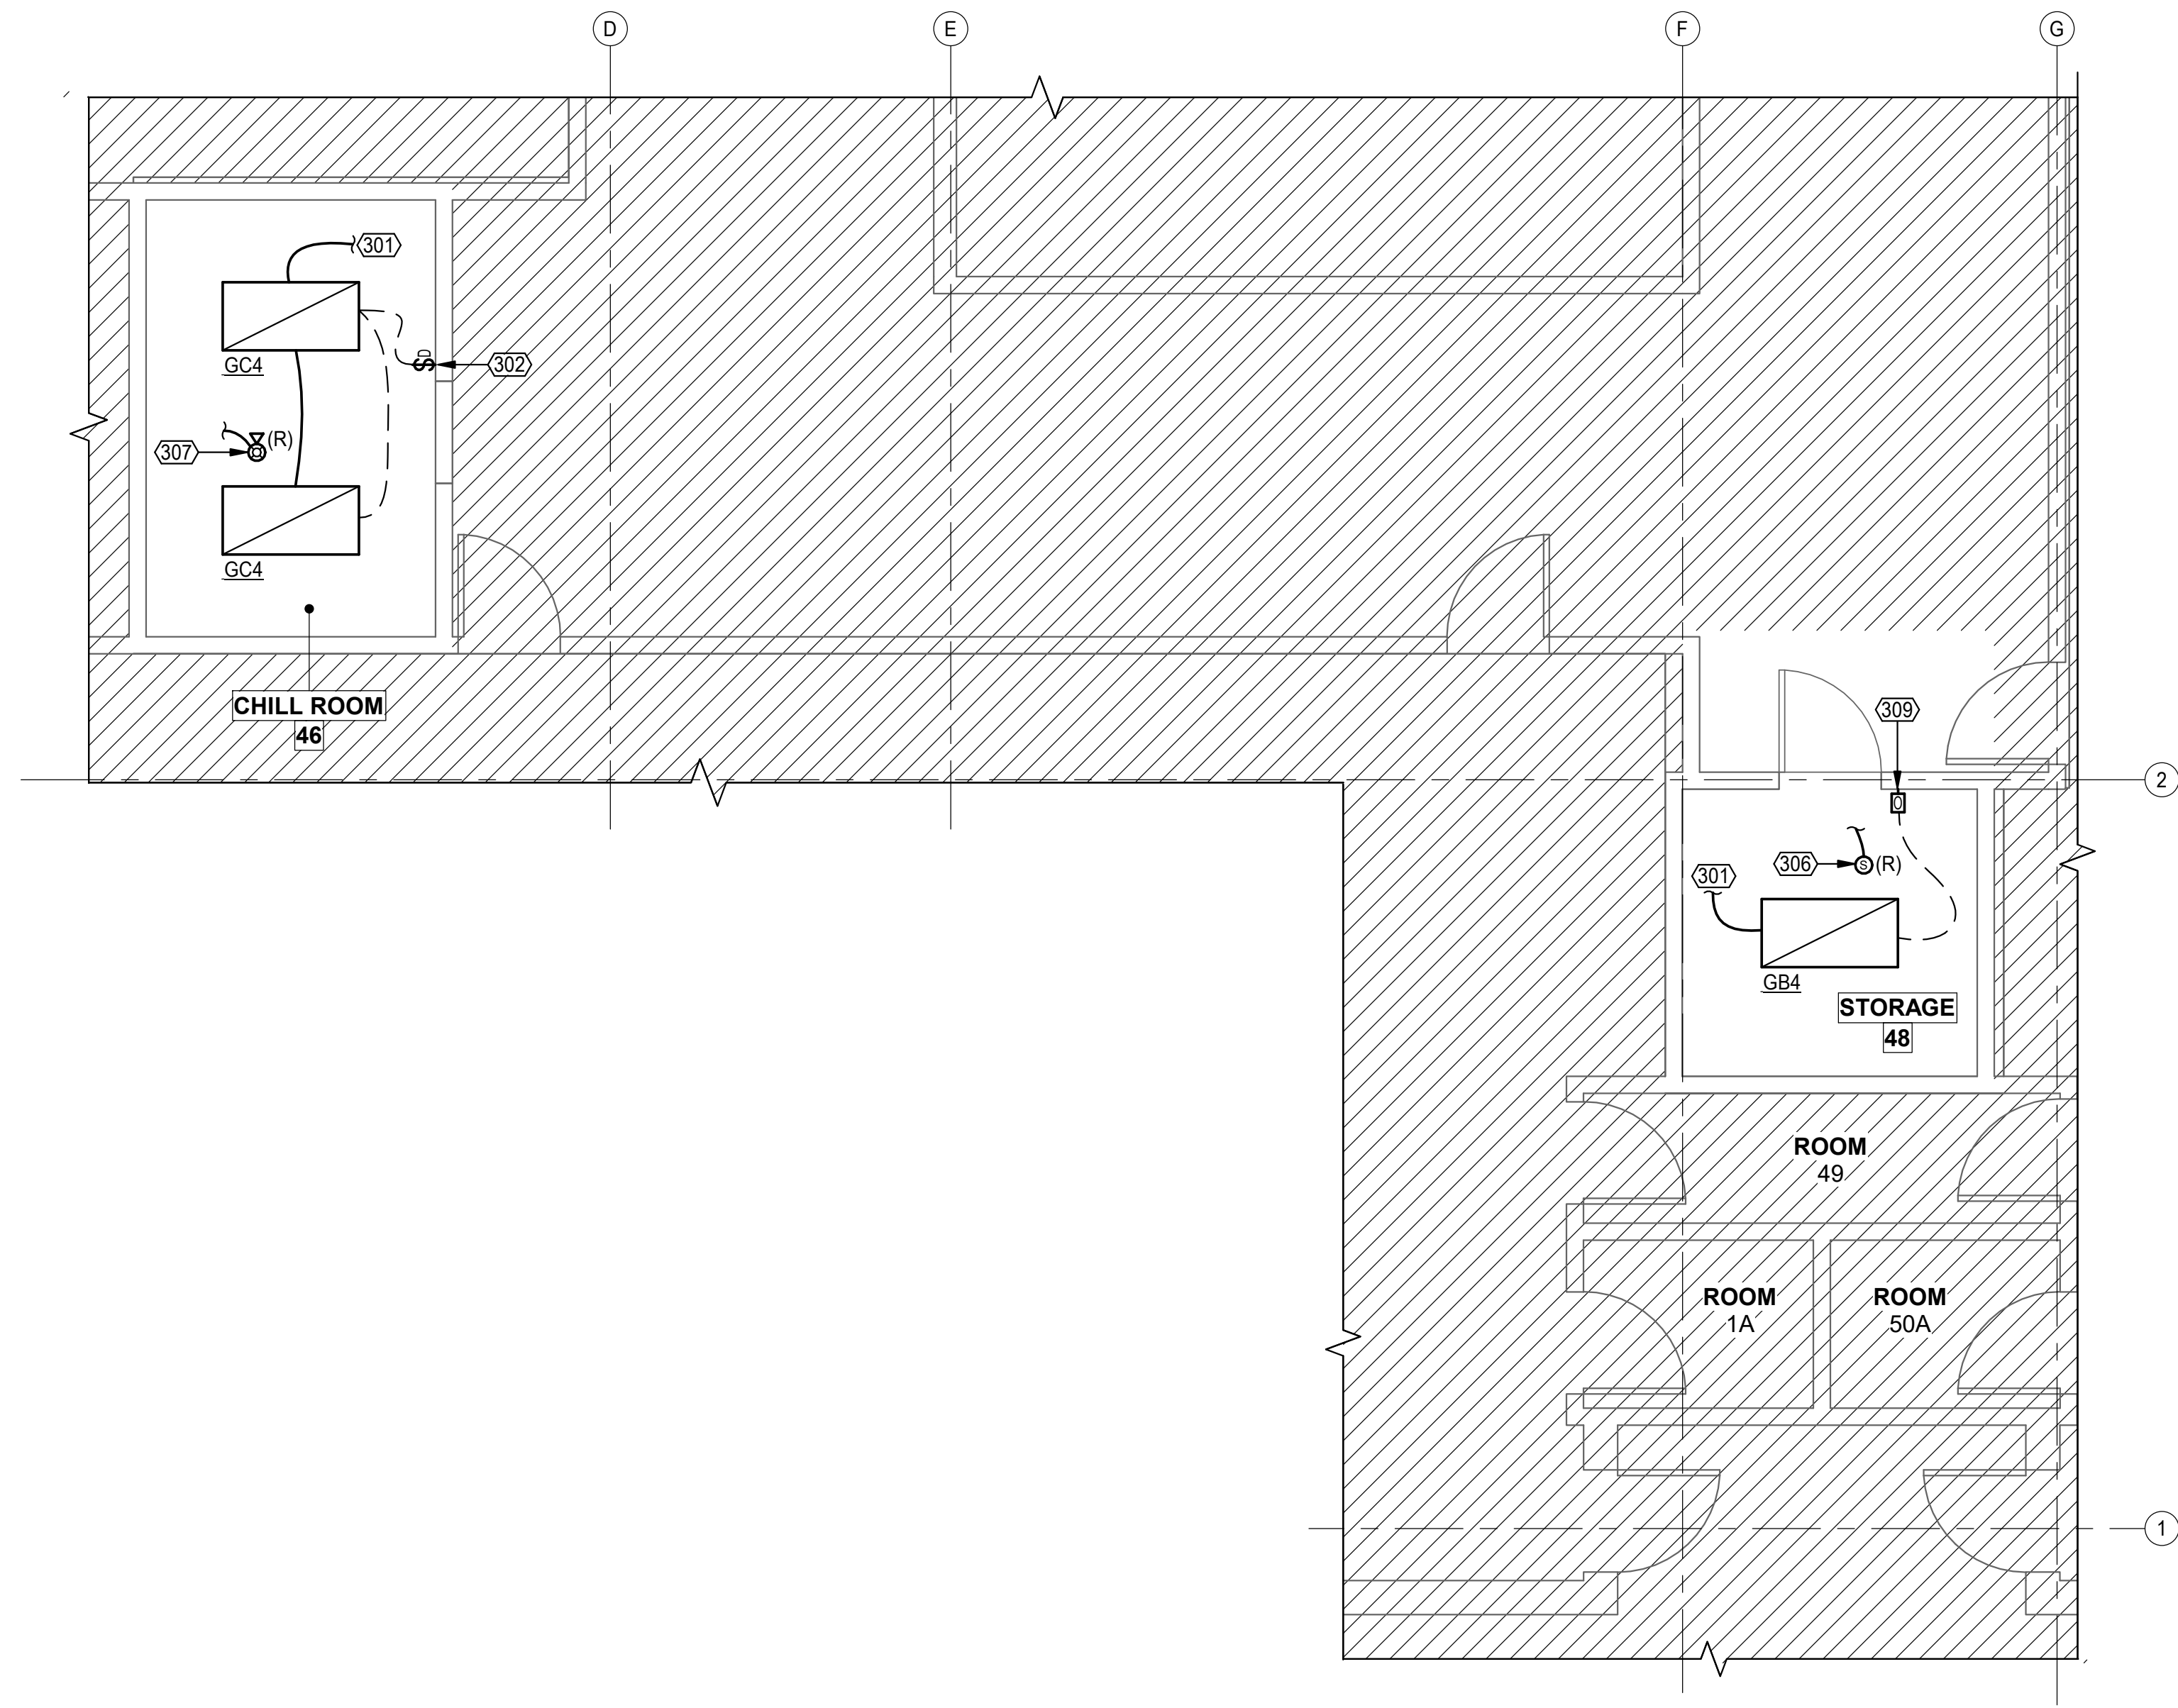 D
E
F
G
301
GC4
SD
302
307
(R)
GC4
CHILL ROOM
46
309
2
306
S
(R)
301
O
GB4
STORAGE
48
ROOM
49
ROOM
1A
ROOM
50A
1